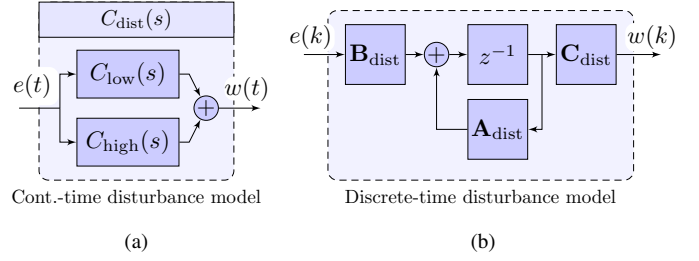 C_dist(s)
e(t)
C_low(s)
C_high(s)
+
w(t)
Cont.-time disturbance model
(a)
e(k)
B_dist
+
z^{-1}
C_dist
w(k)
A_dist
Discrete-time disturbance model
(b)